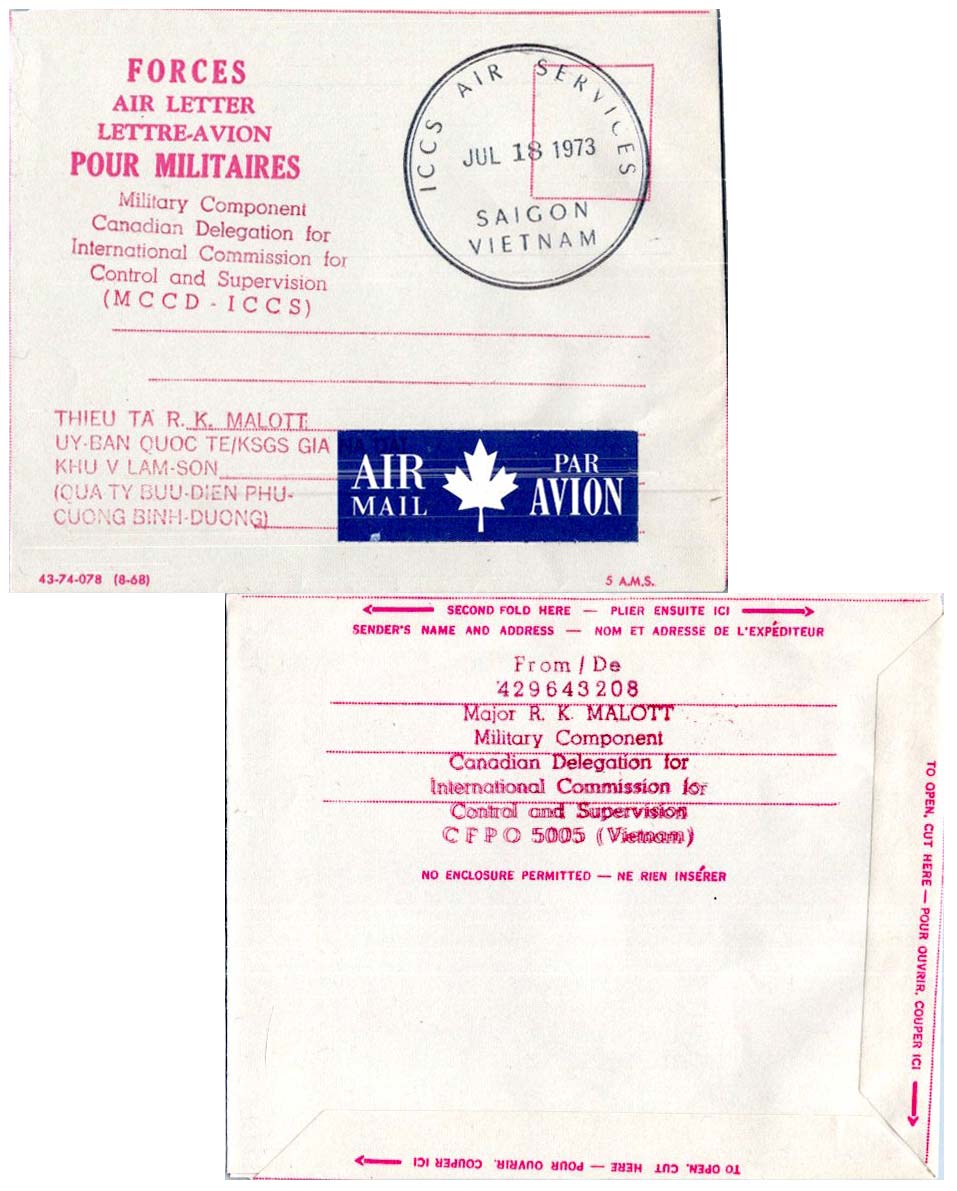 FORCES
AIR LETTER
LETTRE-AVION
POUR MILITAIRES
Military Component
Canadian Delegation for
International Commission for
Control and Supervision
(MCCD - ICCS)
ICCS AIR SERVICES
JUL 18 1973
SAIGON
VIETNAM
THIEU TÁ R. K. MALOTT
UY-BAN QUOC TE/KSGS GIA
KHU V LAM-SON
(QUA TY BUU-DIEN PHU-
CUONG BINH-DUONG)
AIR MAIL
PAR AVION
43-74-078 (8-68)
5 A.M.S.
SECOND FOLD HERE — PLIER ENSUITE ICI
SENDER'S NAME AND ADDRESS — NOM ET ADRESSE DE L'EXPÉDITEUR
From / De
429643208
Major R. K. MALOTT
Military Component
Canadian Delegation for
International Commission for
Control and Supervision
CFPO 5005 (Vietnam)
NO ENCLOSURE PERMITTED — NE RIEN INSÉRER
TO OPEN, CUT HERE — POUR OUVRIR, COUPER ICI
TO OPEN, CUT HERE — POUR OUVRIR, COUPER ICI